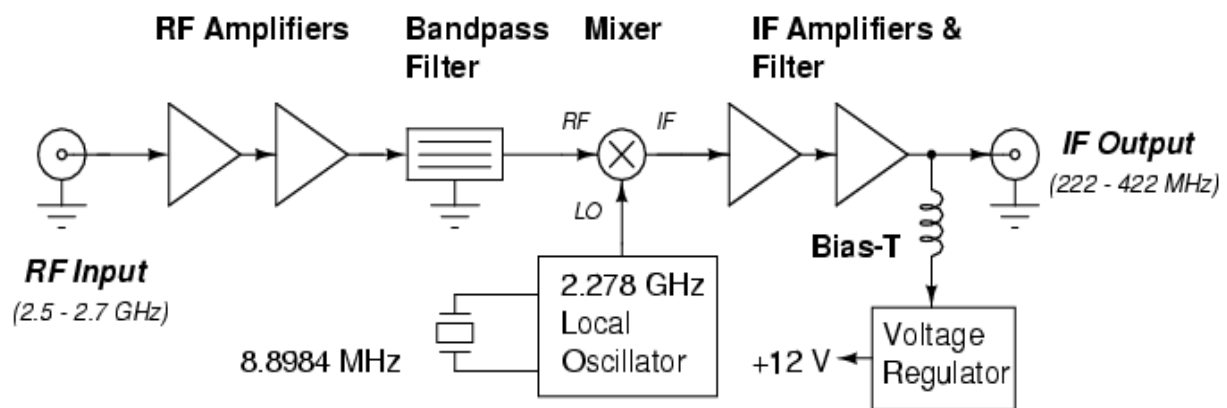 RF Amplifiers
Bandpass
Filter
Mixer
IF Amplifiers &
Filter
RF
IF
LO
RF Input
(2.5 - 2.7 GHz)
IF Output
(222 - 422 MHz)
Bias-T
8.8984 MHz
2.278 GHz
Local
Oscillator
+12 V
Voltage
Regulator